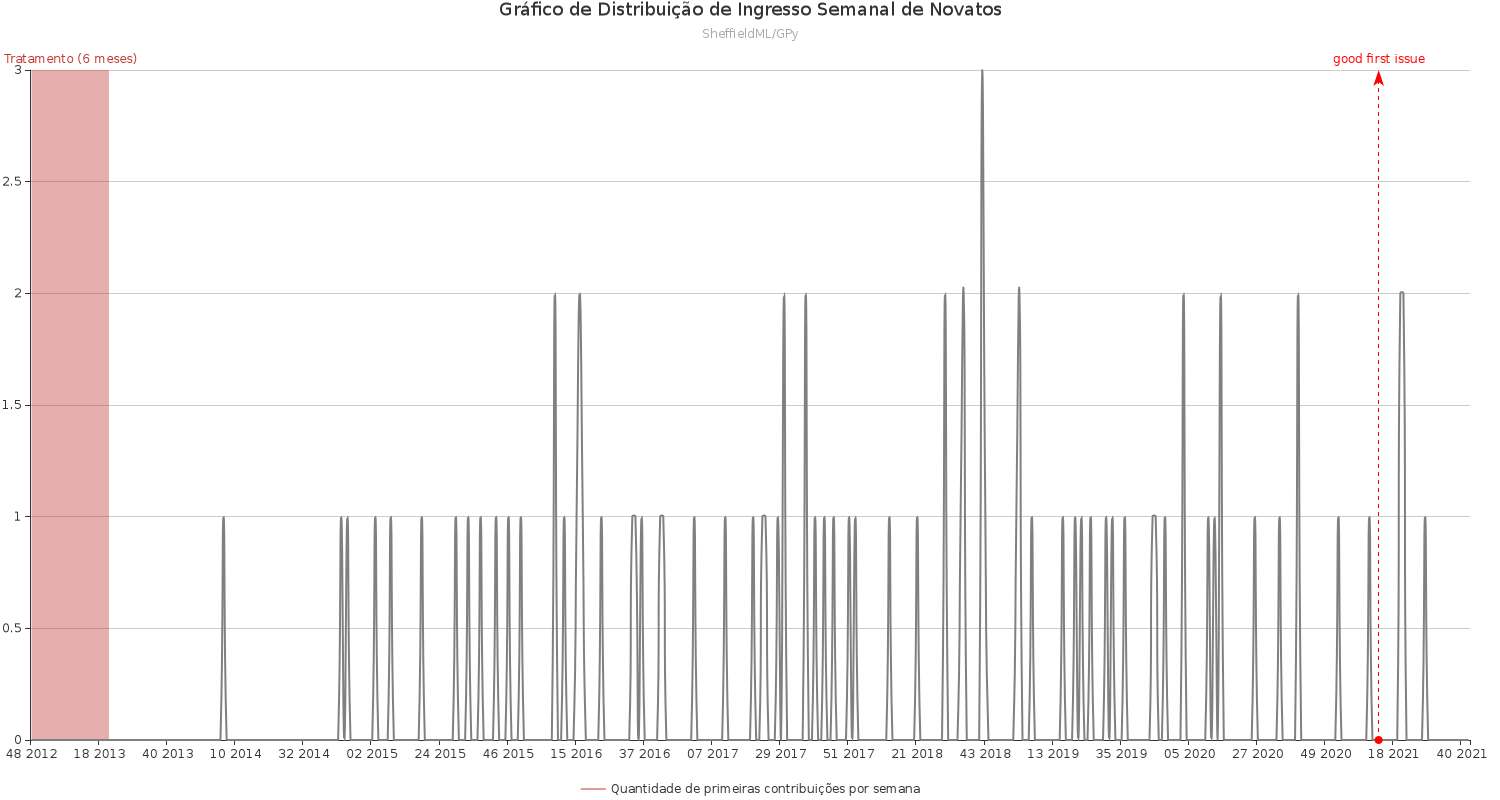 Gráfico de Distribuição de Ingresso Semanal de Novatos
SheffieldML/GPy
Tratamento (6 meses)
good first issue
3
2.5
2
1.5
1
0.5
0
48 2012 18 2013 40 2013 10 2014 32 2014 02 2015 24 2015 46 2015 15 2016 37 2016 07 2017 29 2017 51 2017 21 2018 43 2018 13 2019 35 2019 05 2020 27 2020 49 2020 18 2021 40 2021
Quantidade de primeiras contribuições por semana